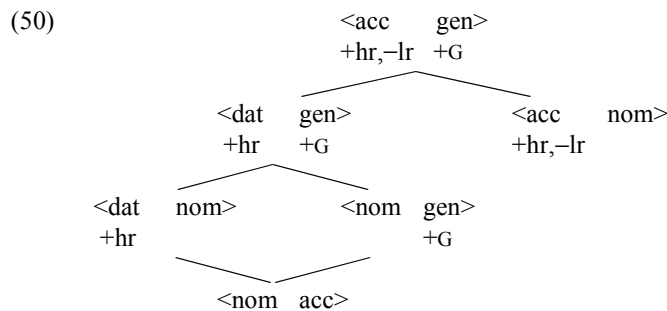 (50) <acc gen>
+hr,–lr +G
<dat gen> <acc nom>
+hr +G +hr,–lr
<dat nom> <nom gen>
+hr +G
<nom acc>